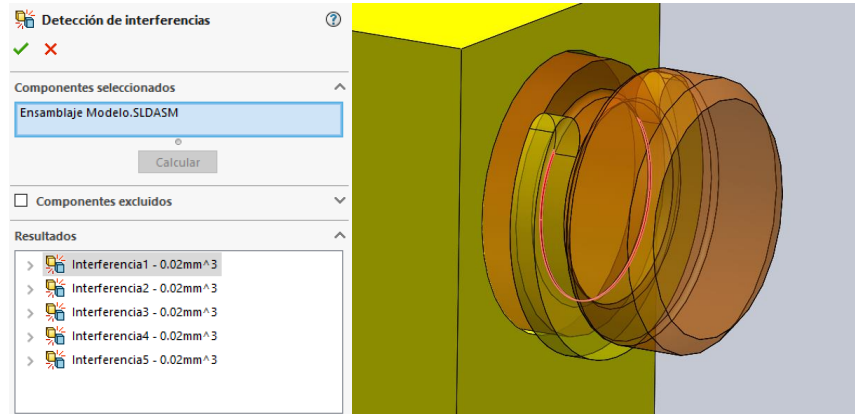 Detección de interferencias
Componentes seleccionados
Ensamblaje Modelo.SLDASM
Calcular
Componentes excluidos
Resultados
Interferencia1 - 0.02mm^3
Interferencia2 - 0.02mm^3
Interferencia3 - 0.02mm^3
Interferencia4 - 0.02mm^3
Interferencia5 - 0.02mm^3